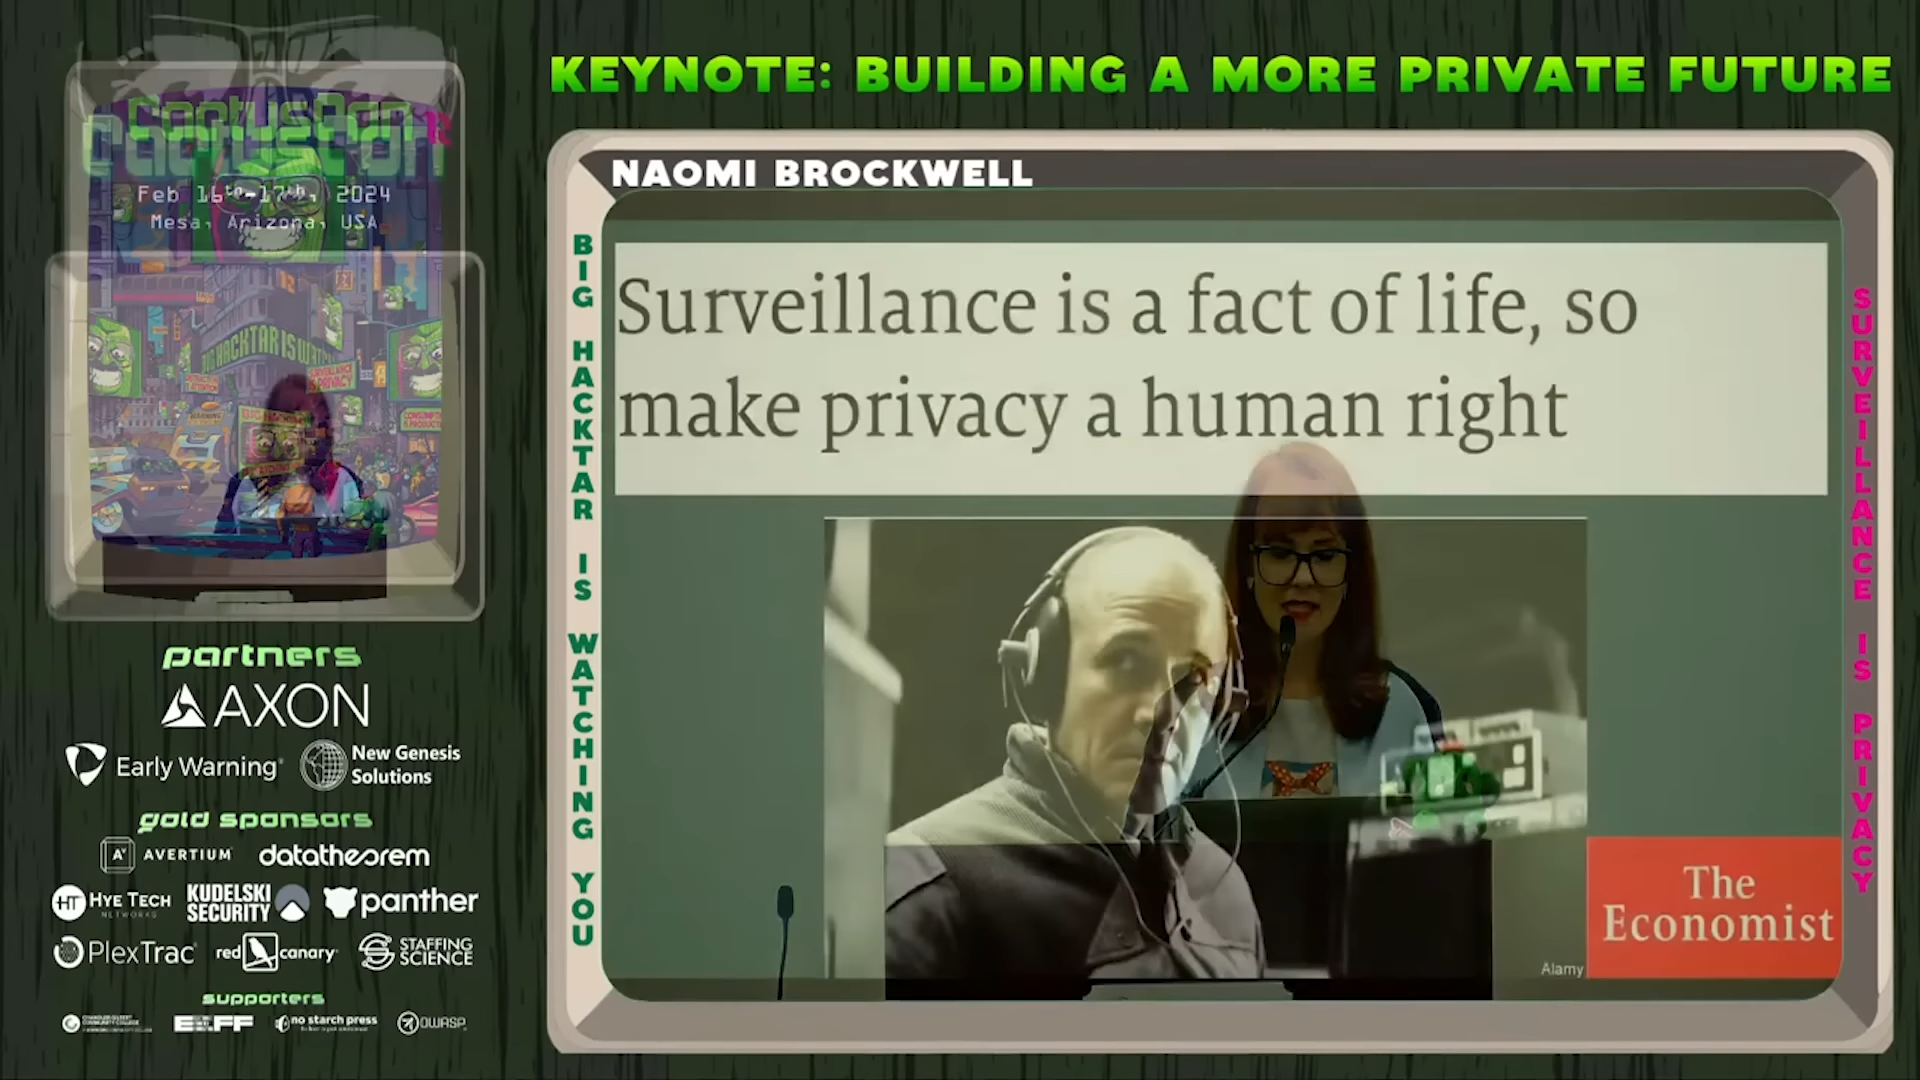 KEYNOTE: BUILDING A MORE PRIVATE FUTURE
NAOMI BROCKWELL
CactusCon
Feb 16th-17th, 2024
Mesa, Arizona, USA
BIG HACKTAR IS WATCHING YOU
Surveillance is a fact of life, so
make privacy a human right
The
Economist
Alamy
SURVEILLANCE IS PRIVACY
partners
AXON
Early Warning
New Genesis
Solutions
gold sponsors
AVERTIUM
datatheorem
HT HYE TECH
NETWORKS
KUDELSKI
SECURITY
panther
PlexTrac
red canary
STAFFING
SCIENCE
supporters
EFF
no starch press
OWASP